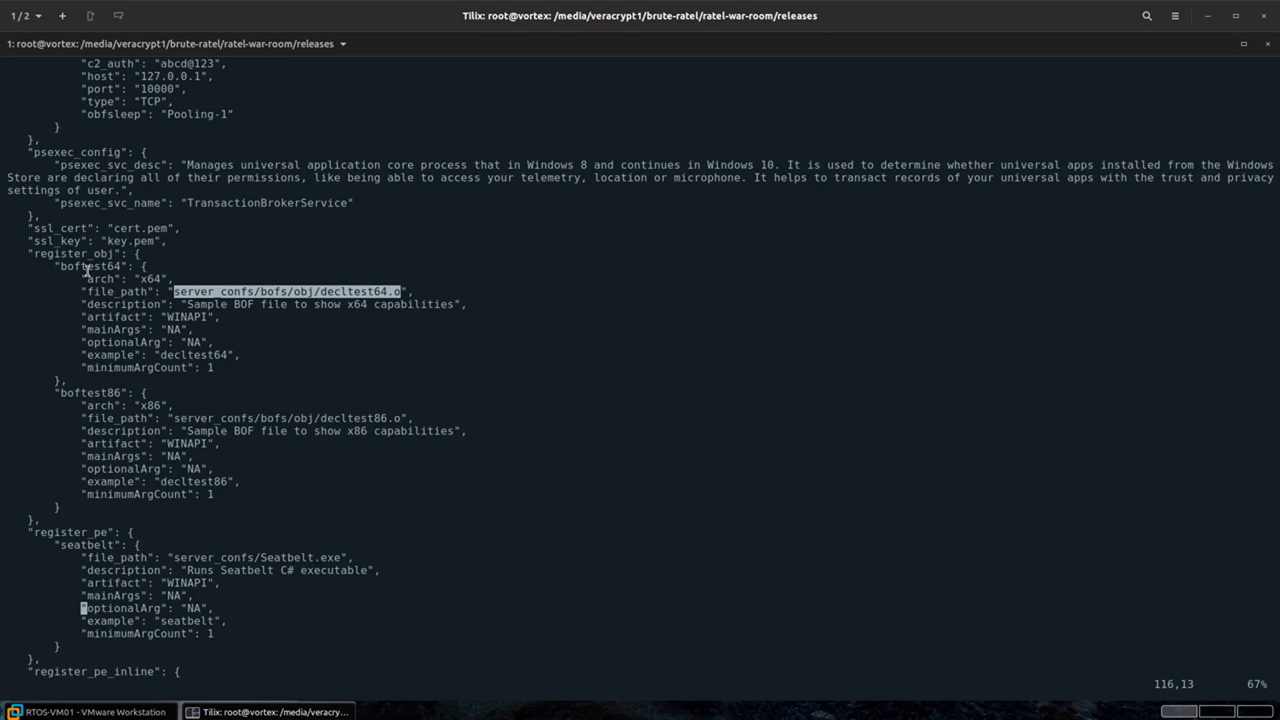 1 / 2
Tilix: root@vortex: /media/veracrypt1/brute-ratel/ratel-war-room/releases
1: root@vortex: /media/veracrypt1/brute-ratel/ratel-war-room/releases
"c2_auth": "abcd@123",
"host": "127.0.0.1",
"port": "10000",
"type": "TCP",
"obfsleep": "Pooling-1"
}
},
"psexec_config": {
"psexec_svc_desc": "Manages universal application core process that in Windows 8 and continues in Windows 10. It is used to determine whether universal apps installed from the Windows
Store are declaring all of their permissions, like being able to access your telemetry, location or microphone. It helps to transact records of your universal apps with the trust and privacy
settings of user.",
"psexec_svc_name": "TransactionBrokerService"
},
"ssl_cert": "cert.pem",
"ssl_key": "key.pem",
"register_obj": {
"boftest64": {
"arch": "x64",
"file_path": "server_confs/bofs/obj/decltest64.o",
"description": "Sample BOF file to show x64 capabilities",
"artifact": "WINAPI",
"mainArgs": "NA",
"optionalArg": "NA",
"example": "decltest64",
"minimumArgCount": 1
},
"boftest86": {
"arch": "x86",
"file_path": "server_confs/bofs/obj/decltest86.o",
"description": "Sample BOF file to show x86 capabilities",
"artifact": "WINAPI",
"mainArgs": "NA",
"optionalArg": "NA",
"example": "decltest86",
"minimumArgCount": 1
}
},
"register_pe": {
"seatbelt": {
"file_path": "server_confs/Seatbelt.exe",
"description": "Runs Seatbelt C# executable",
"artifact": "WINAPI",
"mainArgs": "NA",
"optionalArg": "NA",
"example": "seatbelt",
"minimumArgCount": 1
}
},
"register_pe_inline": {
116,13 67%
RTOS-VM01 - VMware Workstation
Tilix: root@vortex: /media/veracry...